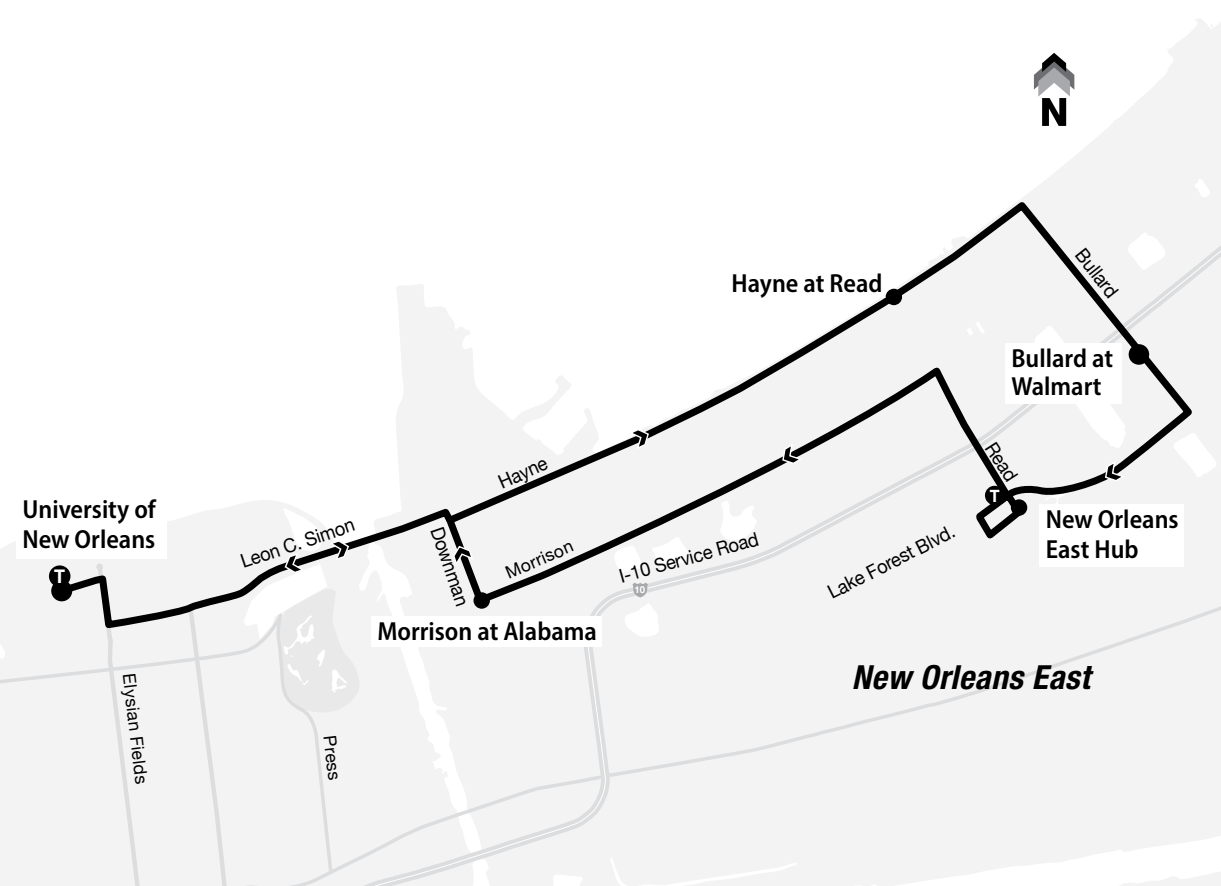 N
Hayne at Read
Bullard
Bullard at
Walmart
Hayne
Read
T
University of
New Orleans
T
Leon C. Simon
Downman
Morrison
I-10 Service Road
10
Lake Forest Blvd.
New Orleans
East Hub
Morrison at Alabama
New Orleans East
Elysian Fields
Press